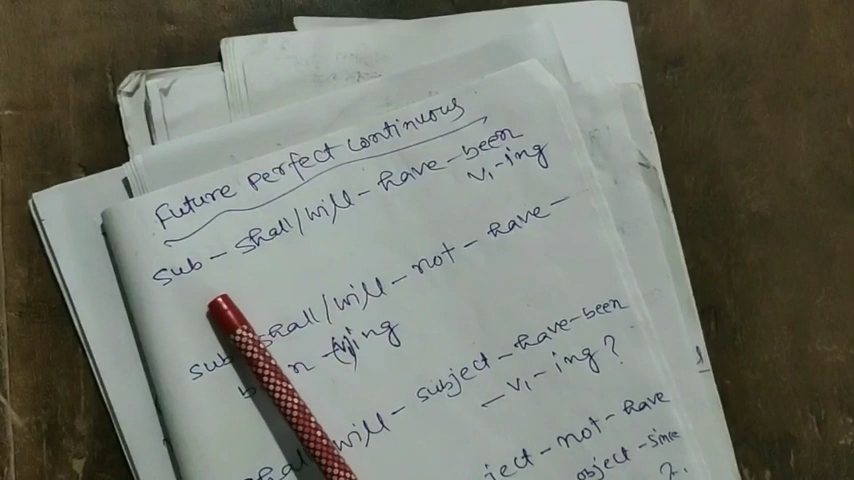 Future perfect continuous
sub - shall/will - have - been
V₁-ing
sub shall/will - not - have -
b n (V₁)ing
will - subject - have - been
- V₁ - ing ?
ject - not - have
object - since
?.